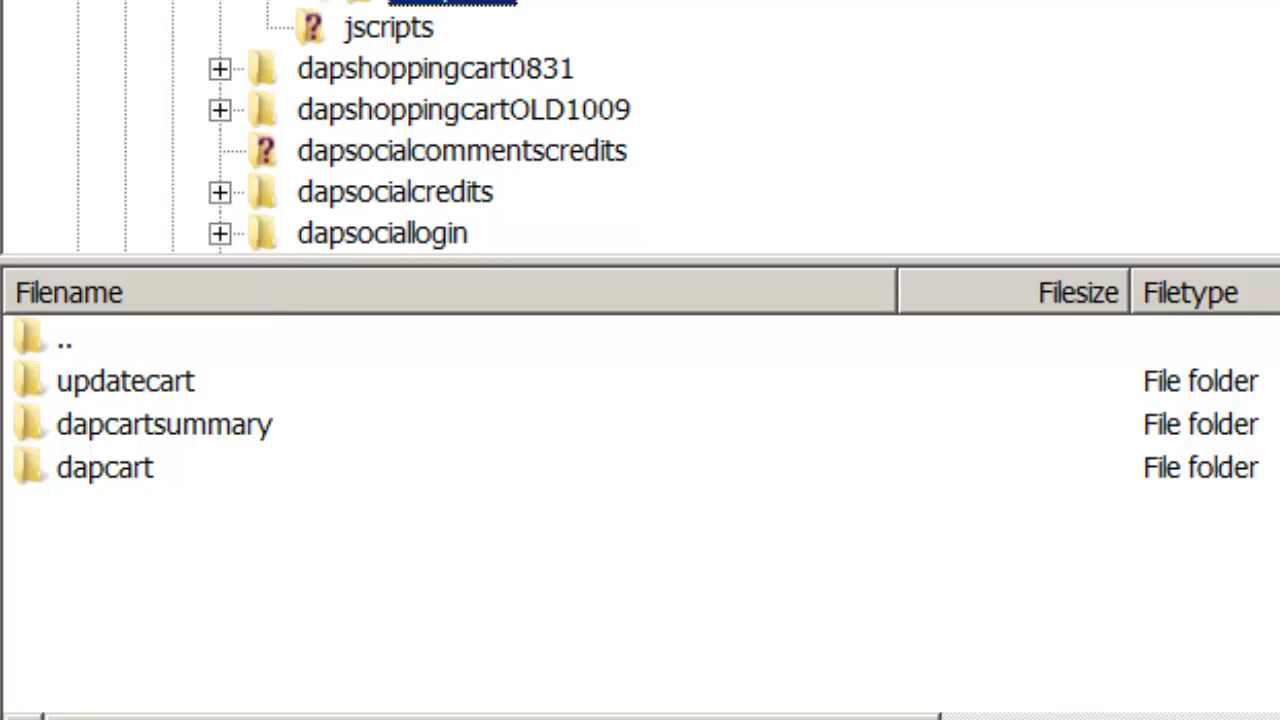 jscripts
dapshoppingcart0831
dapshoppingcartOLD1009
dapsocialcommentscredits
dapsocialcredits
dapsociallogin
Filename Filesize Filetype
..
updatecart File folder
dapcartsummary File folder
dapcart File folder